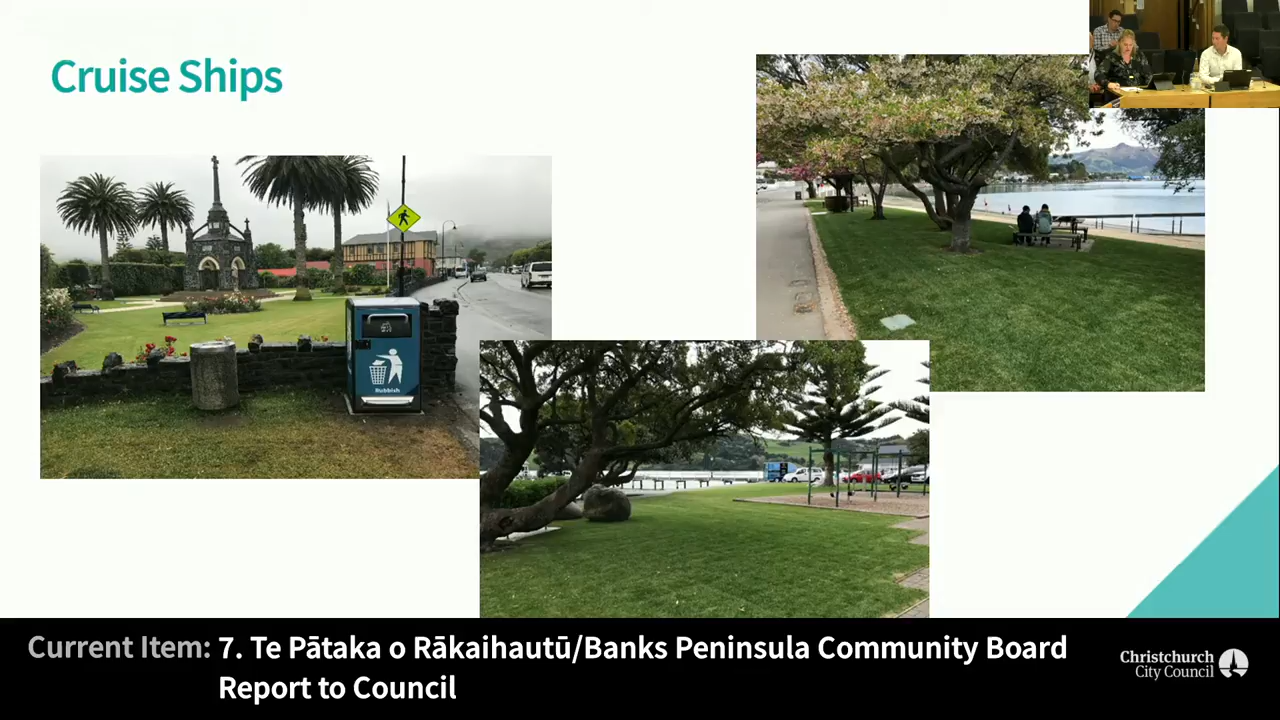 Cruise Ships
Rubbish
Current Item: 7. Te Pātaka o Rākaihautū/Banks Peninsula Community Board
Report to Council
Christchurch
City Council